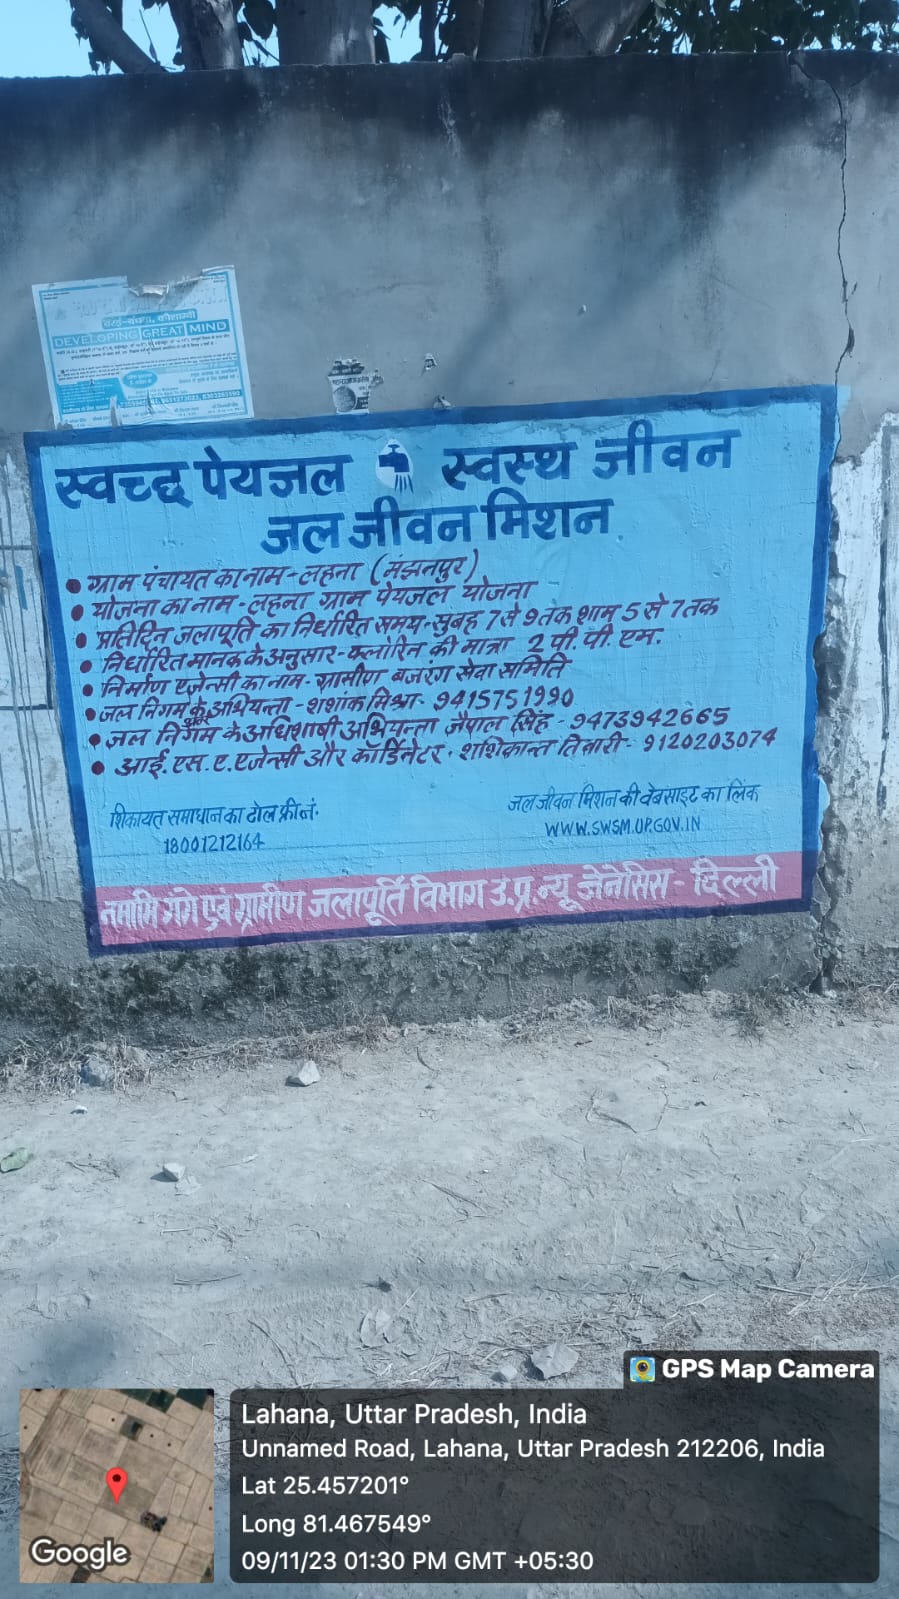 सरई-बंधवा, कौशाम्बी
DEVELOPING GREAT MIND
स्वच्छ पेयजल स्वस्थ जीवन
जल जीवन मिशन
• ग्राम पंचायत का नाम-लहना (मंझनपुर)
• योजना का नाम-लहना ग्राम पेयजल योजना
• प्रतिदिन जलापूर्ति का निर्धारित समय-सुबह 7 से 9 तक शाम 5 से 7 तक
• निर्धारित मानक के अनुसार-क्लोरिन की मात्रा 2 पी.पी.एम.
• निर्माण एजेन्सी का नाम-ग्रामीण बजरंग सेवा समिति
• जल निगम के अभियन्ता-शशांक मिश्रा-9415751990
• जल निगम के अधिशाषी अभियन्ता जैपाल सिंह-9473942665
• आई.एस.ए.एजेन्सी और कॉर्डिनेटर-शशिकान्त तिवारी-9120203074
शिकायत समाधान का टोल फ्री नं.
18001212164
जल जीवन मिशन की वेबसाइट का लिंक
WWW.SWSM.UP.GOV.IN
नमामि गंगे एवं ग्रामीण जलापूर्ति विभाग उ.प्र. न्यू जेनेसिस-दिल्ली
GPS Map Camera
Lahana, Uttar Pradesh, India
Unnamed Road, Lahana, Uttar Pradesh 212206, India
Lat 25.457201°
Long 81.467549°
09/11/23 01:30 PM GMT +05:30
Google